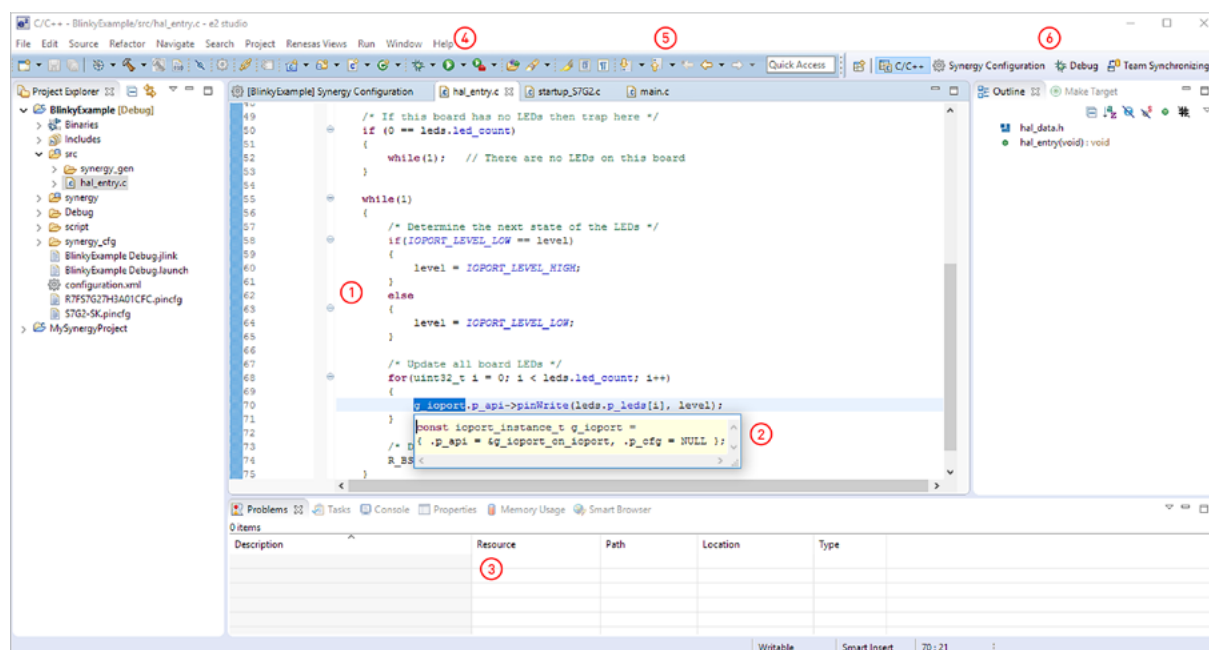 C/C++ - BlinkyExample/src/hal_entry.c - e2 studio
File Edit Source Refactor Navigate Search Project Renesas Views Run Window Help
4
5
6
Quick Access
C/C++ Synergy Configuration Debug Team Synchronizing
Project Explorer
BlinkyExample [Debug]
Binaries
Includes
src
synergy_gen
hal_entry.c
synergy
Debug
script
synergy_cfg
BlinkyExample Debug.jlink
BlinkyExample Debug.launch
configuration.xml
R7FS7G27H3A01CFC.pincfg
S7G2-SK.pincfg
MySynergyProject
[BlinkyExample] Synergy Configuration hal_entry.c startup_S7G2.c main.c
49 /* If this board has no LEDs then trap here */
50 if (0 == leds.led_count)
51 {
52 while(1); // There are no LEDs on this board
53 }
54
55 while(1)
56 {
57 /* Determine the next state of the LEDs */
58 if(IOPORT_LEVEL_LOW == level)
59 {
60 level = IOPORT_LEVEL_HIGH;
61 }
62 else
63 {
64 level = IOPORT_LEVEL_LOW;
65 }
66
67 /* Update all board LEDs */
68 for(uint32_t i = 0; i < leds.led_count; i++)
69 {
70 g_ioport.p_api->pinWrite(leds.p_leds[i], level);
71 }
72
73 /* D
74 R_BS
75 }
1
const ioport_instance_t g_ioport =
{ .p_api = &g_ioport_on_ioport, .p_cfg = NULL };
2
Outline Make Target
hal_data.h
hal_entry(void) : void
Problems Tasks Console Properties Memory Usage Smart Browser
0 items
Description Resource Path Location Type
3
Writable Smart Insert 70 : 21